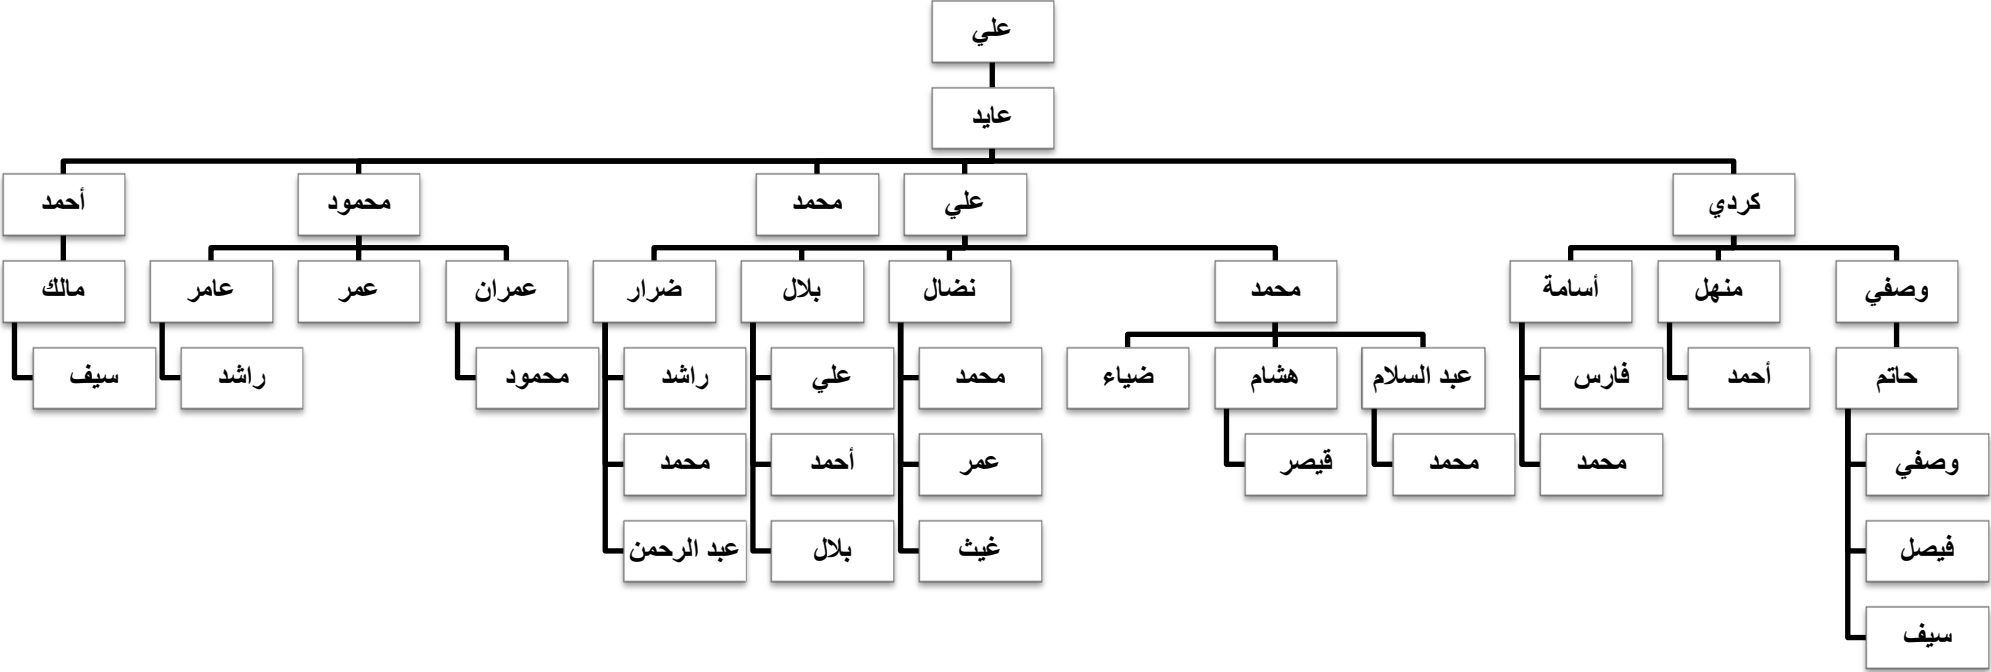 علي
عايد
كردي
علي
محمد
محمود
أحمد
وصفي
منهل
أسامة
محمد
نضال
بلال
ضرار
عمران
عمر
عامر
مالك
حاتم
أحمد
فارس
عبد السلام
هشام
ضياء
محمد
علي
راشد
محمود
راشد
سيف
وصفي
محمد
محمد
قيصر
عمر
أحمد
محمد
فيصل
غيث
بلال
عبد الرحمن
سيف